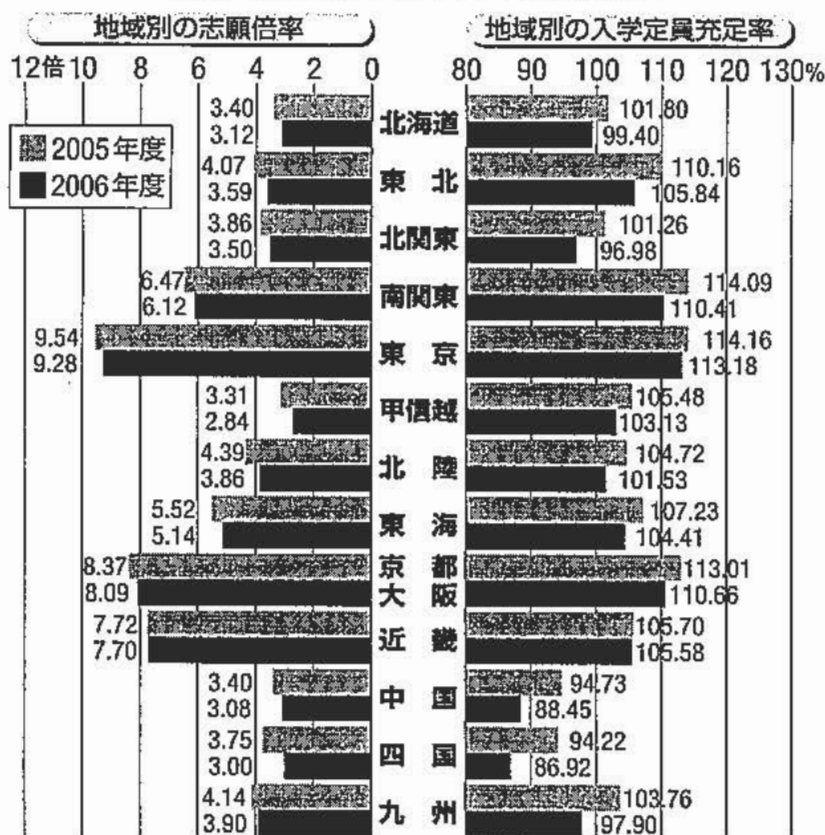 地域別の志願倍率
地域別の入学定員充足率
12倍 10 8 6 4 2 0
80 90 100 110 120 130%
2005年度
2006年度
3.40 北海道 101.80
3.12 99.40
4.07 東北 110.16
3.59 105.84
3.86 北関東 101.26
3.50 96.98
6.47 南関東 114.09
6.12 110.41
9.54 東京 114.16
9.28 113.18
3.31 甲信越 105.48
2.84 103.13
4.39 北陸 104.72
3.86 101.53
5.52 東海 107.23
5.14 104.41
8.37 京都 113.01
8.09 大阪 110.66
7.72 近畿 105.70
7.70 105.58
3.40 中国 94.73
3.08 88.45
3.75 四国 94.22
3.00 86.92
4.14 九州 103.76
3.90 97.90